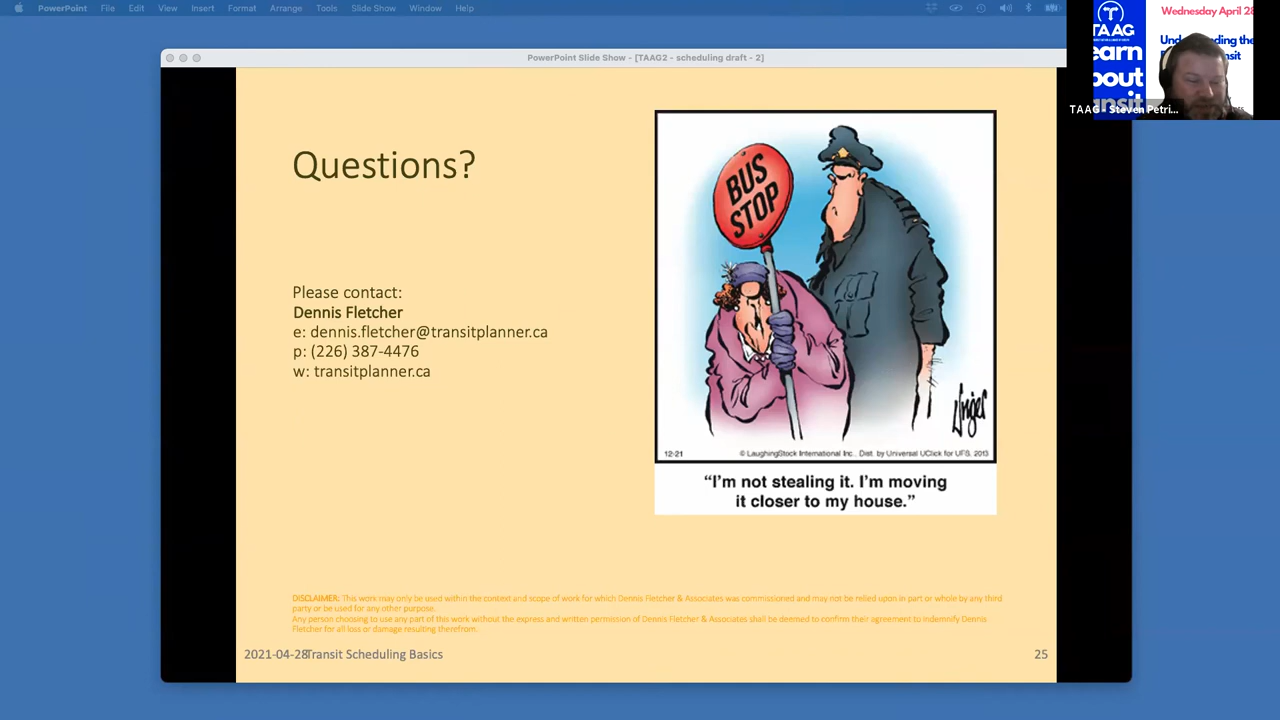 PowerPoint File Edit View Insert Format Arrange Tools Slide Show Window Help
PowerPoint Slide Show - [TAAG2 - scheduling draft - 2]
Wednesday April 28
TAAG
the
earn
about
TAAG - Steven Petri...
Questions?
Please contact:
Dennis Fletcher
e: dennis.fletcher@transitplanner.ca
p: (226) 387-4476
w: transitplanner.ca
BUS
STOP
Unger
12-21 © LaughingStock International Inc. Dist. by Universal UClick for UFS, 2013
“I’m not stealing it. I’m moving
it closer to my house.”
DISCLAIMER: This work may only be used within the context and scope of work for which Dennis Fletcher & Associates was commissioned and may not be relied upon in part or whole by any third
party or be used for any other purpose.
Any person choosing to use any part of this work without the express and written permission of Dennis Fletcher & Associates shall be deemed to confirm their agreement to indemnify Dennis
Fletcher for all loss or damage resulting therefrom.
2021-04-28 Transit Scheduling Basics 25